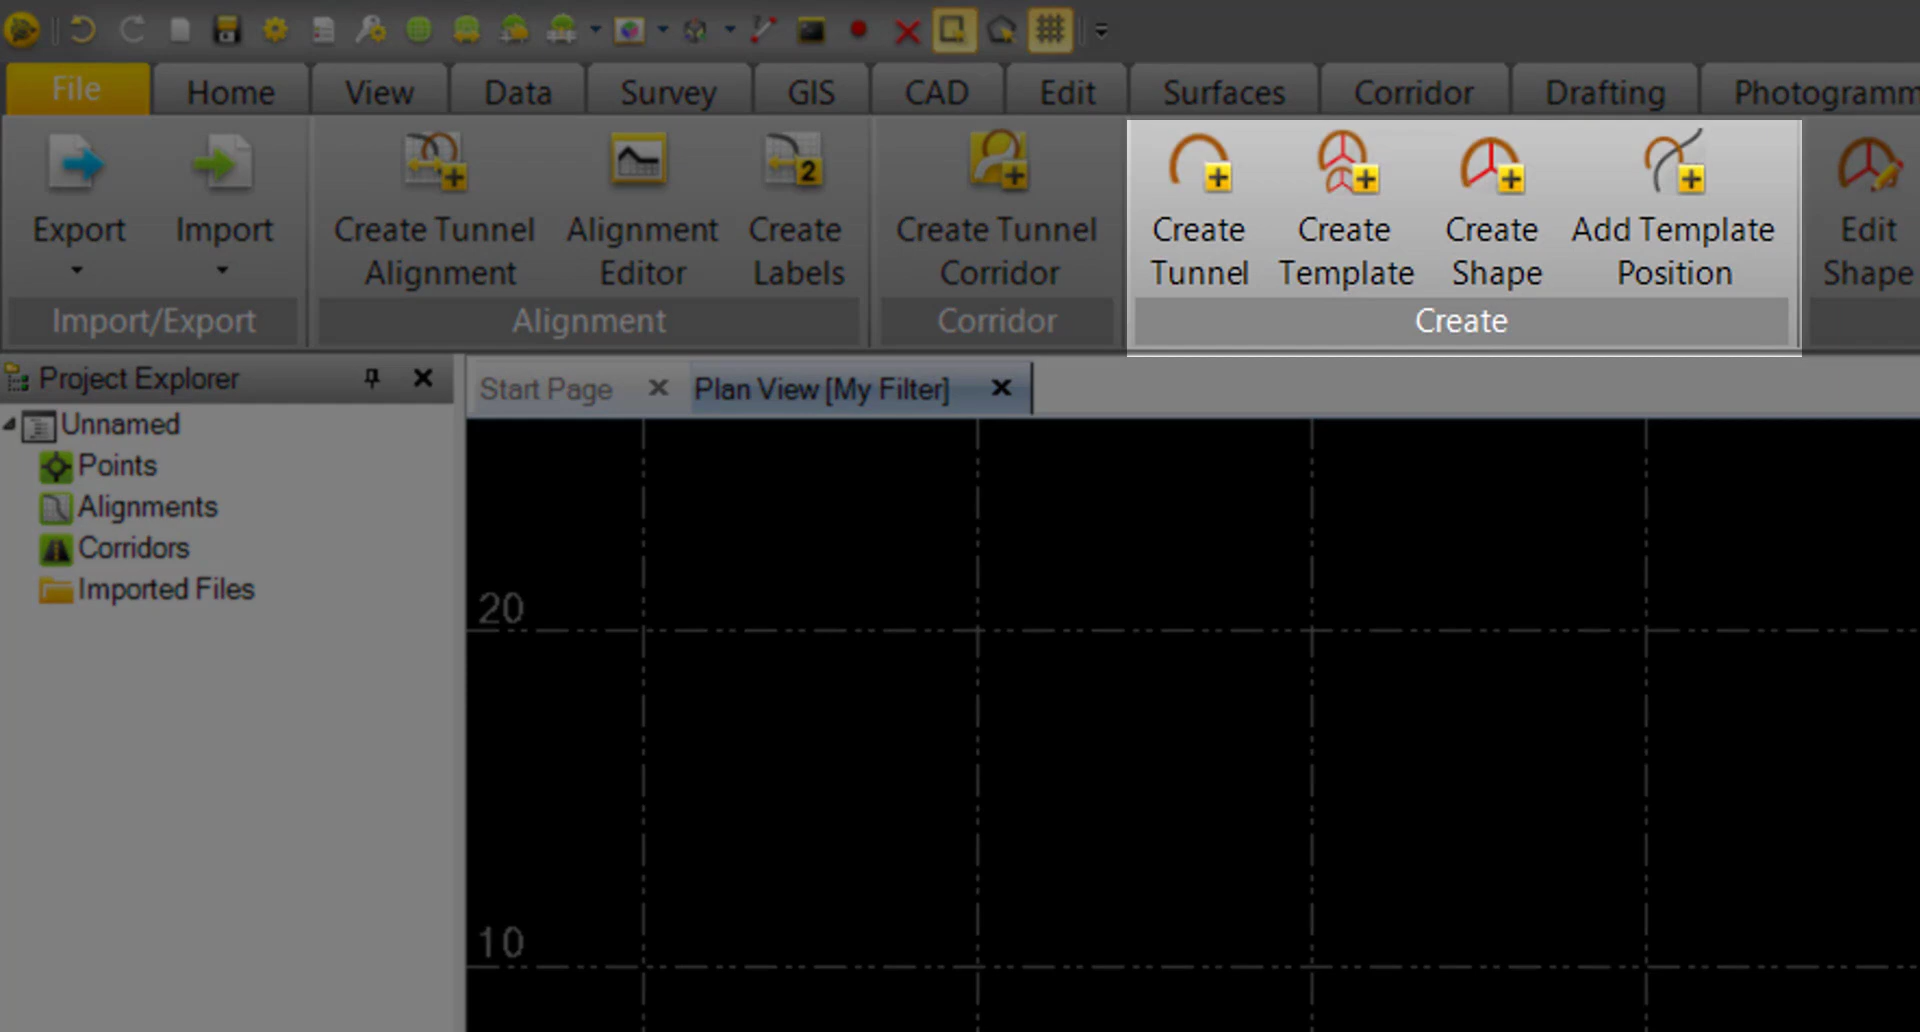 File Home View Data Survey GIS CAD Edit Surfaces Corridor Drafting Photogramm
Export Import Create Tunnel Alignment Create Create Tunnel Create Create Create Add Template Edit
Alignment Editor Labels Corridor Tunnel Template Shape Position Shape
2
Import/Export Alignment Corridor Create
Project Explorer
Start Page Plan View [My Filter]
Unnamed
Points
Alignments
Corridors
Imported Files
20
10